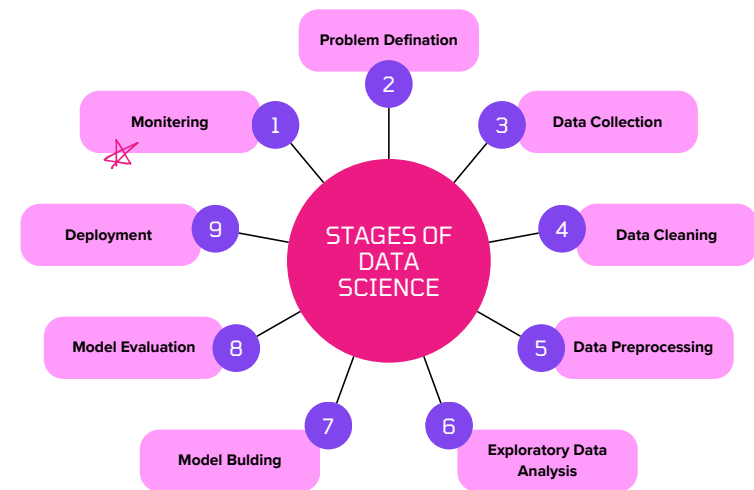 STAGES OF
DATA
SCIENCE
1
Monitering
2
Problem Defination
3
Data Collection
4
Data Cleaning
5
Data Preprocessing
6
Exploratory Data
Analysis
7
Model Bulding
8
Model Evaluation
9
Deployment